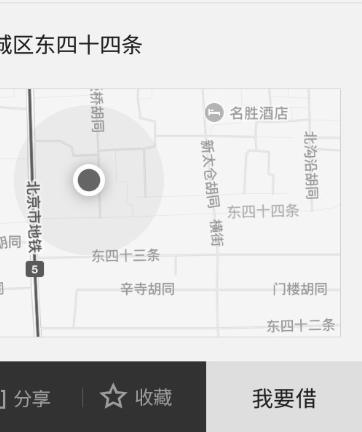 城区东四十四条
桥胡同
名胜酒店
新太仓胡同
北沟沿胡同
东四十四条
横街
北京市地铁
5
胡同
东四十三条
辛寺胡同
门楼胡同
东四十二条
分享
收藏
我要借